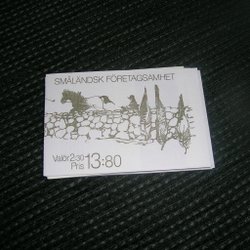 SMÅLÄNDSK FÖRETAGSAMHET
Valör 2:30
Pris 13:80